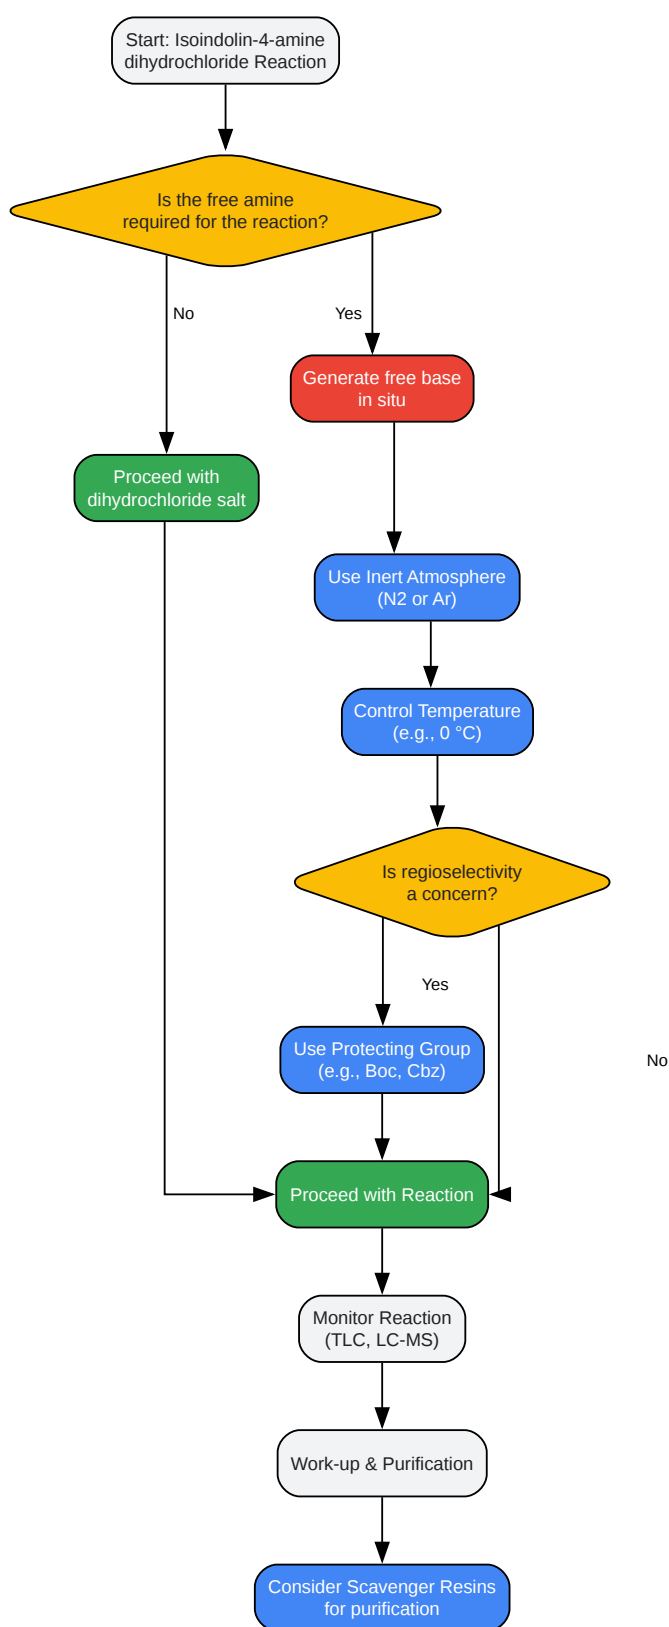 Start: Isoindolin-4-amine
dihydrochloride Reaction
Is the free amine
required for the reaction?
No
Yes
Generate free base
in situ
Proceed with
dihydrochloride salt
Use Inert Atmosphere
(N2 or Ar)
Control Temperature
(e.g., 0 °C)
Is regioselectivity
a concern?
Yes
Use Protecting Group
(e.g., Boc, Cbz)
No
Proceed with Reaction
Monitor Reaction
(TLC, LC-MS)
Work-up & Purification
Consider Scavenger Resins
for purification